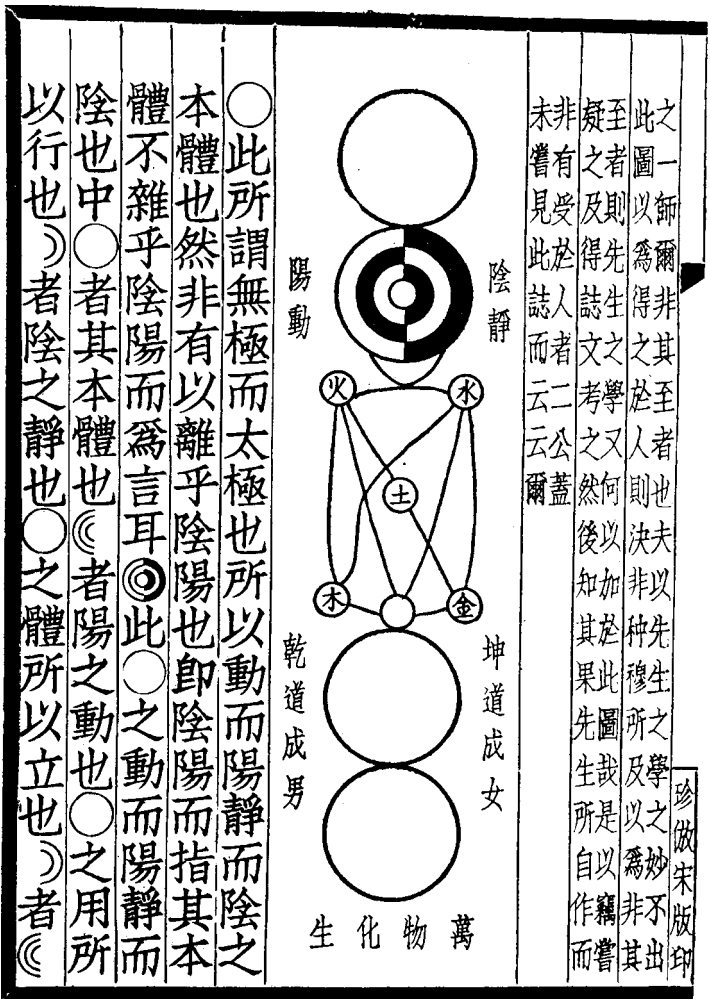 珍倣宋版印
之一師爾非其至者也夫以先生之學之妙不出
此圖以爲得之於人則決非种穆所及以爲非其
至者則先生之學又何以加於此圖哉是以竊嘗
疑之及得誌文考之然後知其果先生所自作而
非有受於人者二公蓋
未嘗見此誌而云云爾
陰靜
陽動
水
火
土
金
木
坤道成女
乾道成男
萬物化生
○此所謂無極而太極也所以動而陽靜而陰之
本體也然非有以離乎陰陽也卽陰陽而指其本
體不雜乎陰陽而爲言耳◎此○之動而陽靜而
陰也中○者其本體也☾者陽之動也○之用所
以行也☽者陰之靜也○之體所以立也☽者☾